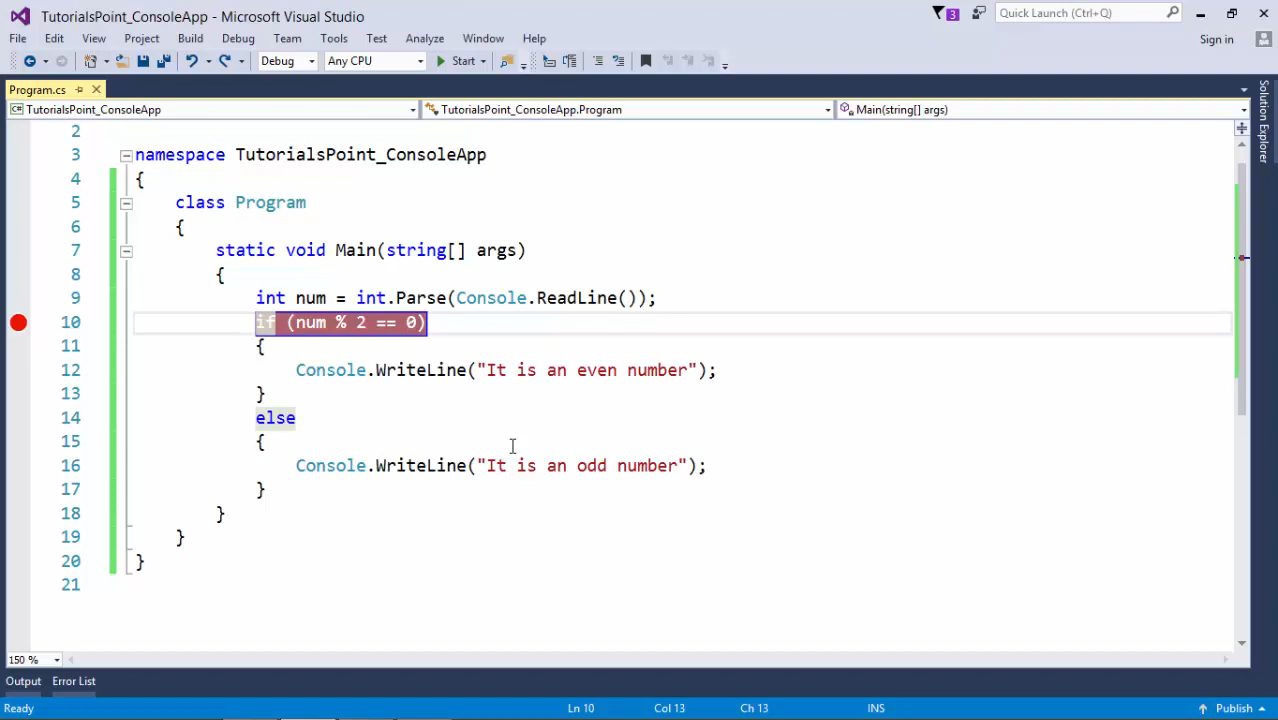 TutorialsPoint_ConsoleApp - Microsoft Visual Studio
3
Quick Launch (Ctrl+Q)
File Edit View Project Build Debug Team Tools Test Analyze Window Help
Sign in
Debug Any CPU Start
Program.cs
TutorialsPoint_ConsoleApp TutorialsPoint_ConsoleApp.Program Main(string[] args)
Solution Explorer
2
3 namespace TutorialsPoint_ConsoleApp
4 {
5 class Program
6 {
7 static void Main(string[] args)
8 {
9 int num = int.Parse(Console.ReadLine());
10 if (num % 2 == 0)
11 {
12 Console.WriteLine("It is an even number");
13 }
14 else
15 {
16 Console.WriteLine("It is an odd number");
17 }
18 }
19 }
20 }
21
150 %
Output Error List
Ready Ln 10 Col 13 Ch 13 INS Publish